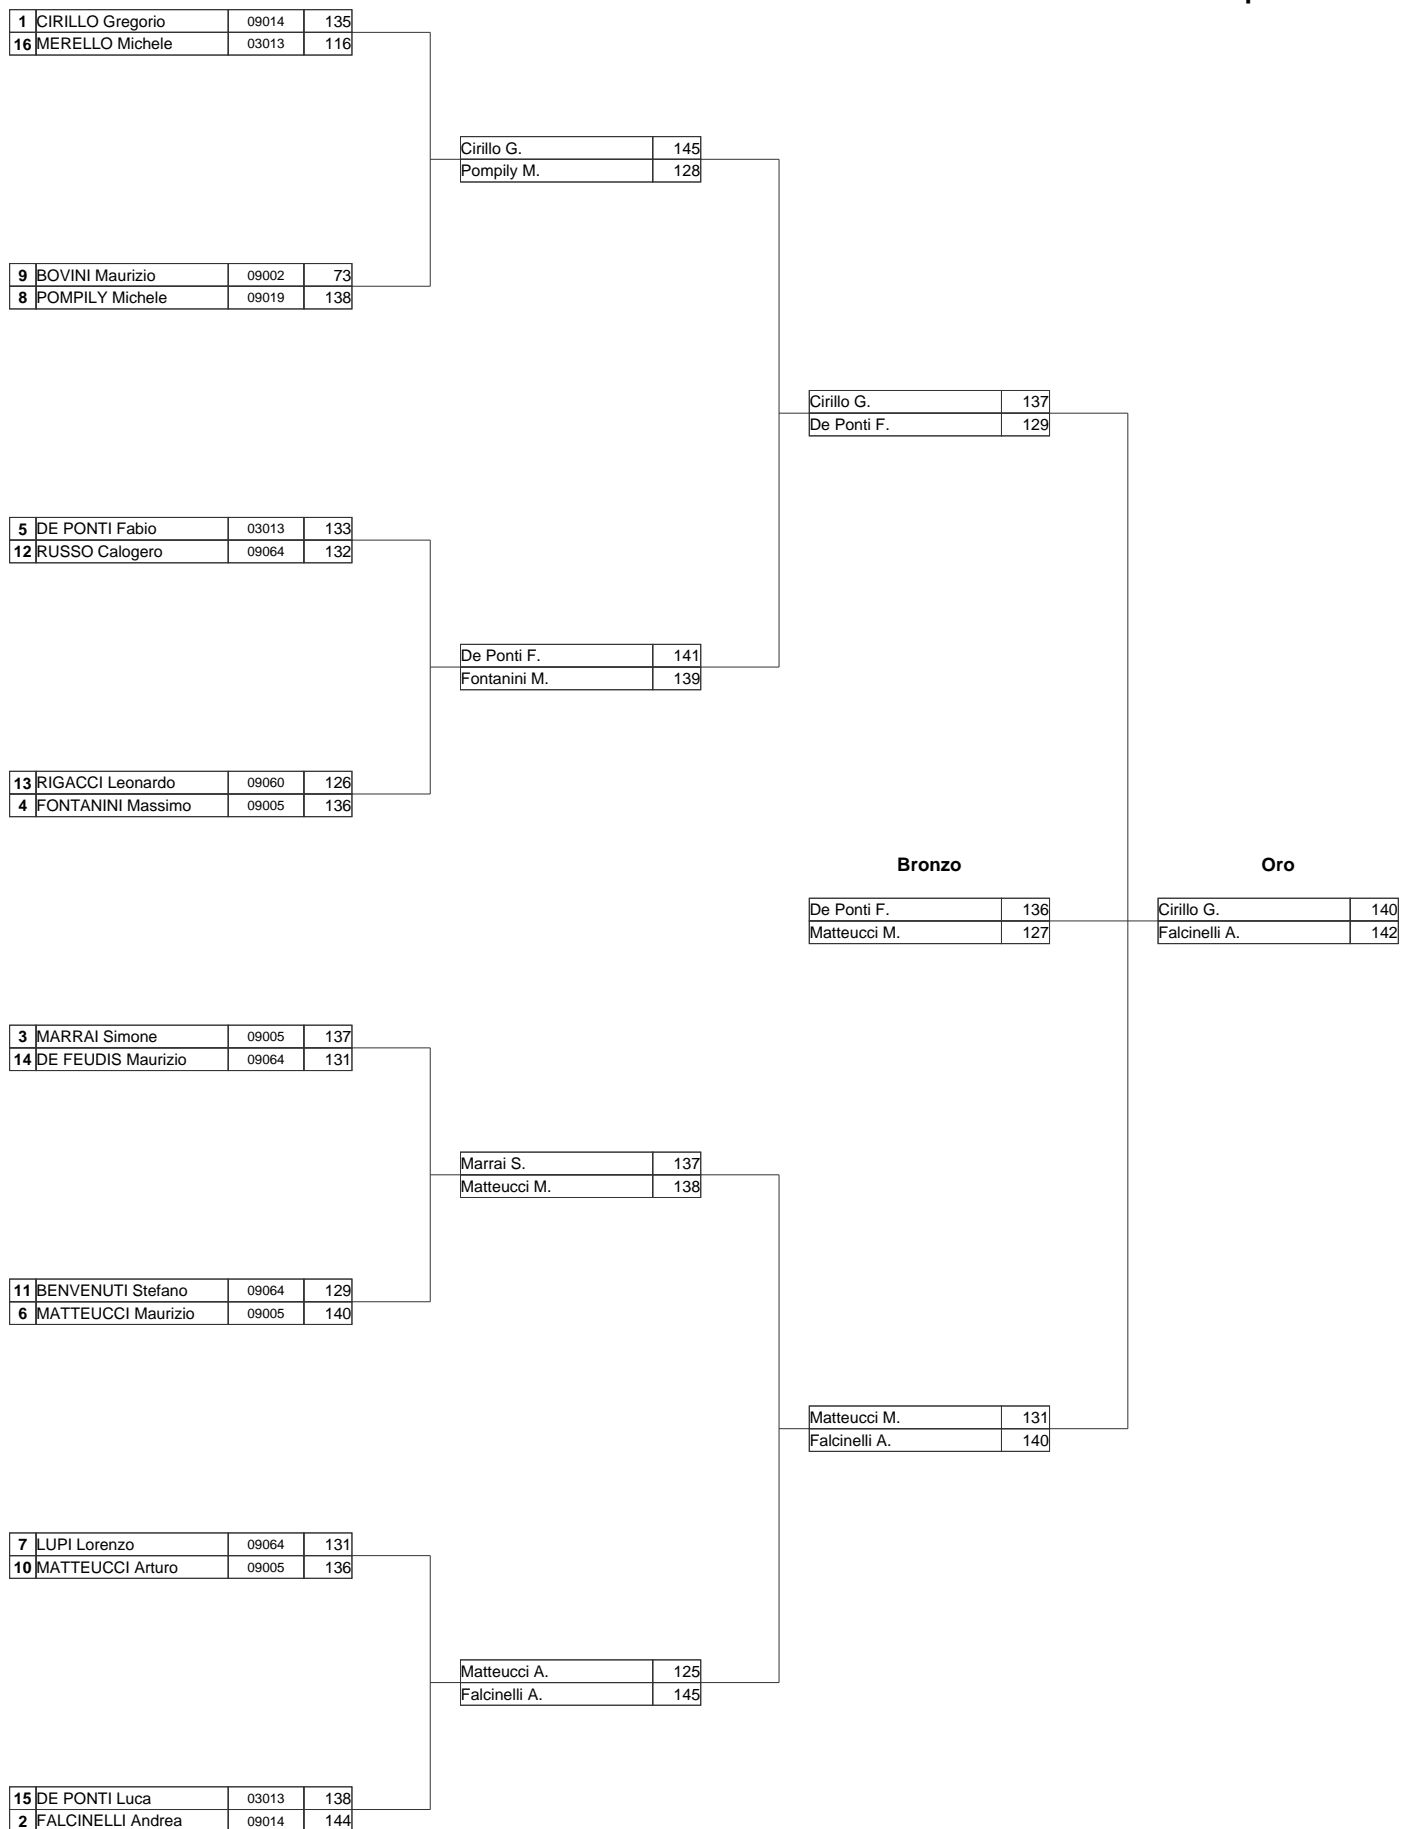 1 CIRILLO Gregorio 09014 135
16 MERELLO Michele 03013 116
Cirillo G. 145
Pompily M. 128
9 BOVINI Maurizio 09002 73
8 POMPILY Michele 09019 138
Cirillo G. 137
De Ponti F. 129
5 DE PONTI Fabio 03013 133
12 RUSSO Calogero 09064 132
De Ponti F. 141
Fontanini M. 139
13 RIGACCI Leonardo 09060 126
4 FONTANINI Massimo 09005 136
Bronzo Oro
De Ponti F. 136 Cirillo G. 140
Matteucci M. 127 Falcinelli A. 142
3 MARRAI Simone 09005 137
14 DE FEUDIS Maurizio 09064 131
Marrai S. 137
Matteucci M. 138
11 BENVENUTI Stefano 09064 129
6 MATTEUCCI Maurizio 09005 140
Matteucci M. 131
Falcinelli A. 140
7 LUPI Lorenzo 09064 131
10 MATTEUCCI Arturo 09005 136
Matteucci A. 125
Falcinelli A. 145
15 DE PONTI Luca 03013 138
2 FALCINELLI Andrea 09014 144